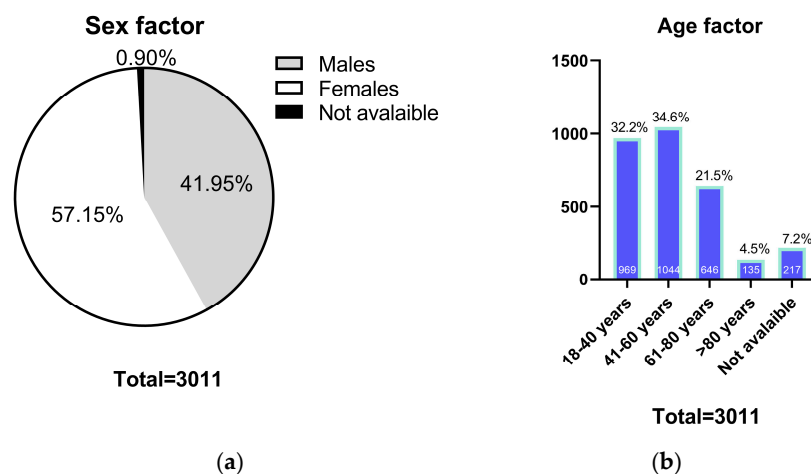 Sex factor
0.90%
Males
Females
Not avalaible
41.95%
57.15%
Total=3011
(a)
Age factor
1500
1000
500
0
32.2%
34.6%
21.5%
4.5%
7.2%
969
1044
646
135
217
18-40 years
41-60 years
61-80 years
>80 years
Not avalaible
Total=3011
(b)